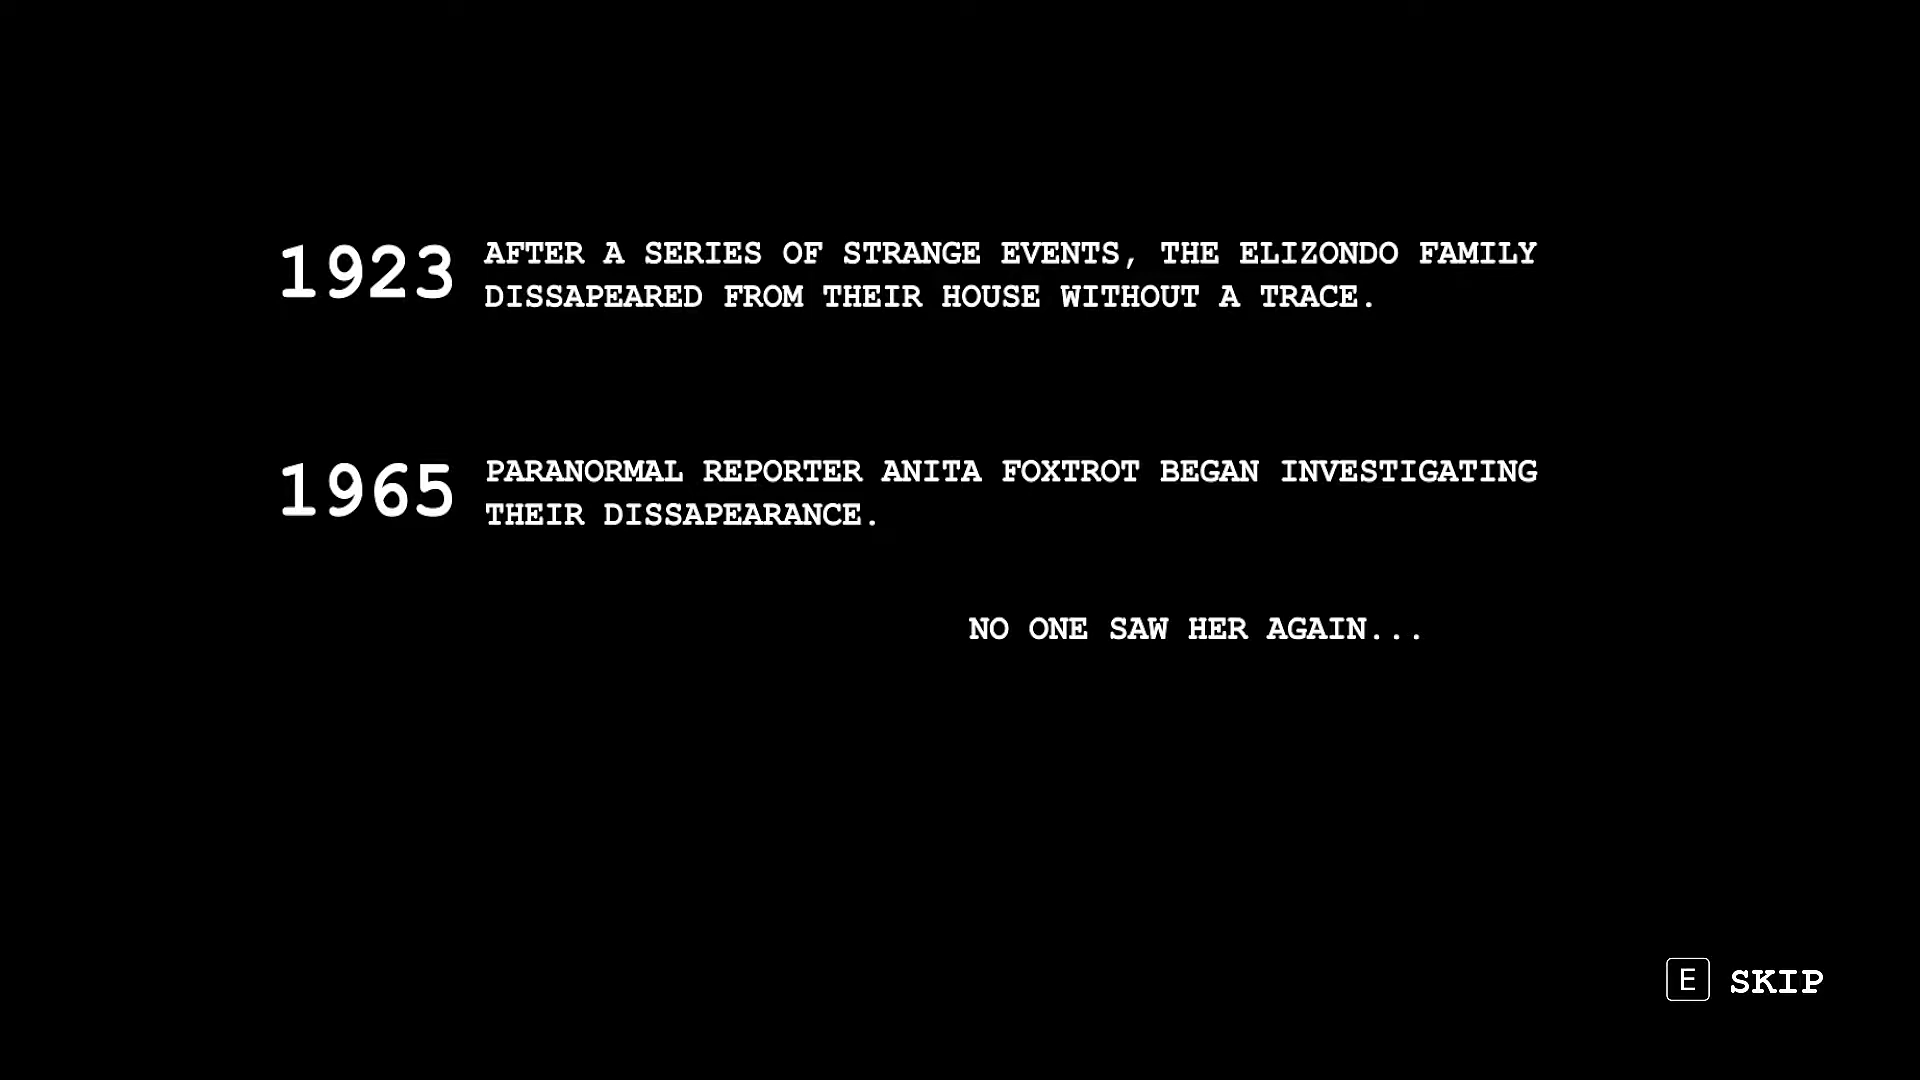 1923
AFTER A SERIES OF STRANGE EVENTS, THE ELIZONDO FAMILY
DISSAPEARED FROM THEIR HOUSE WITHOUT A TRACE.
1965
PARANORMAL REPORTER ANITA FOXTROT BEGAN INVESTIGATING
THEIR DISSAPEARANCE.
NO ONE SAW HER AGAIN...
E SKIP